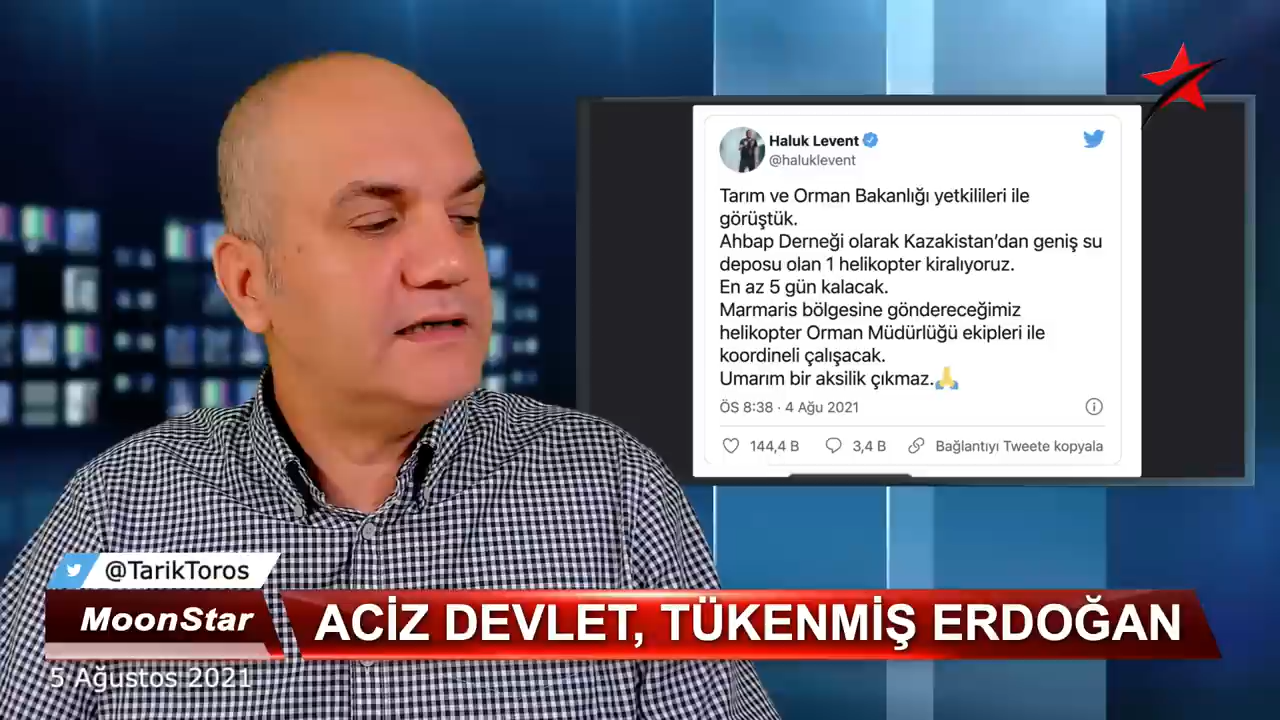 Haluk Levent
@haluklevent
Tarım ve Orman Bakanlığı yetkilileri ile
görüştük.
Ahbap Derneği olarak Kazakistan'dan geniş su
deposu olan 1 helikopter kiralıyoruz.
En az 5 gün kalacak.
Marmaris bölgesine göndereceğimiz
helikopter Orman Müdürlüğü ekipleri ile
koordineli çalışacak.
Umarım bir aksilik çıkmaz.🙏
ÖS 8:38 · 4 Ağu 2021
144,4 B 3,4 B Bağlantıyı Tweete kopyala
@TarikToros
MoonStar
ACİZ DEVLET, TÜKENMİŞ ERDOĞAN
5 Ağustos 2021